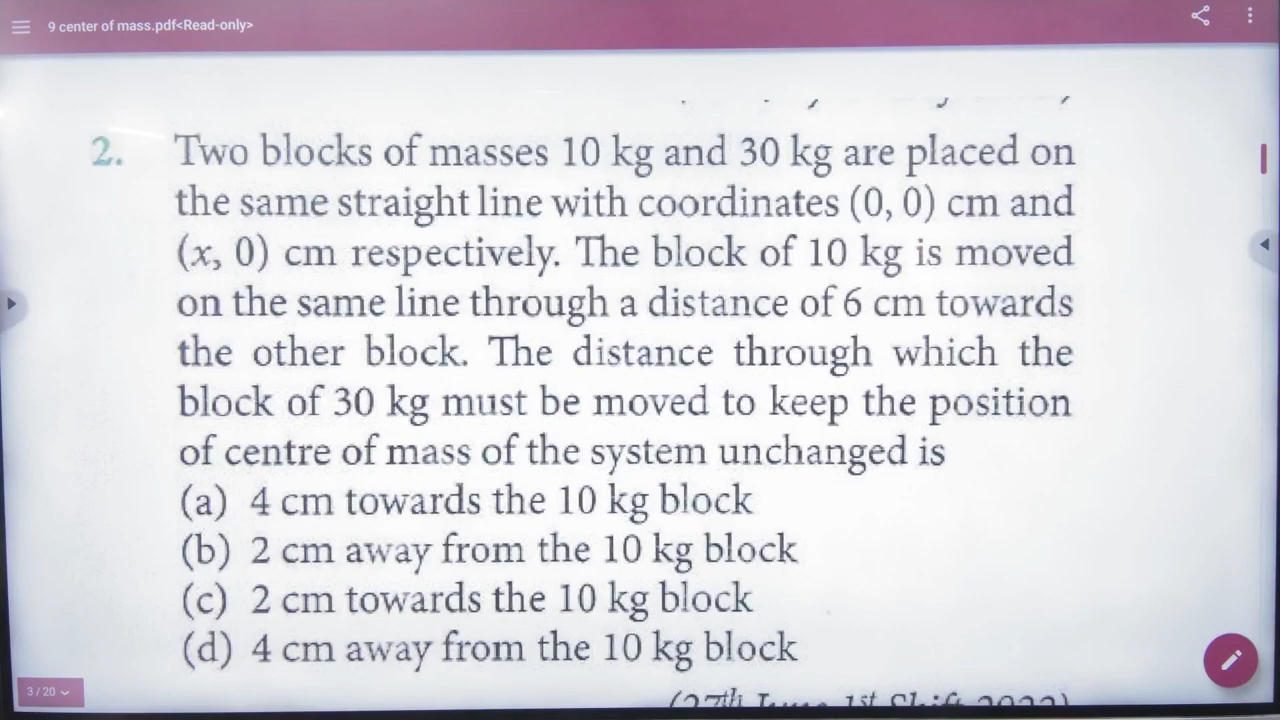 9 center of mass.pdf<Read-only>
2. Two blocks of masses 10 kg and 30 kg are placed on
the same straight line with coordinates (0, 0) cm and
(x, 0) cm respectively. The block of 10 kg is moved
on the same line through a distance of 6 cm towards
the other block. The distance through which the
block of 30 kg must be moved to keep the position
of centre of mass of the system unchanged is
(a) 4 cm towards the 10 kg block
(b) 2 cm away from the 10 kg block
(c) 2 cm towards the 10 kg block
(d) 4 cm away from the 10 kg block
3 / 20